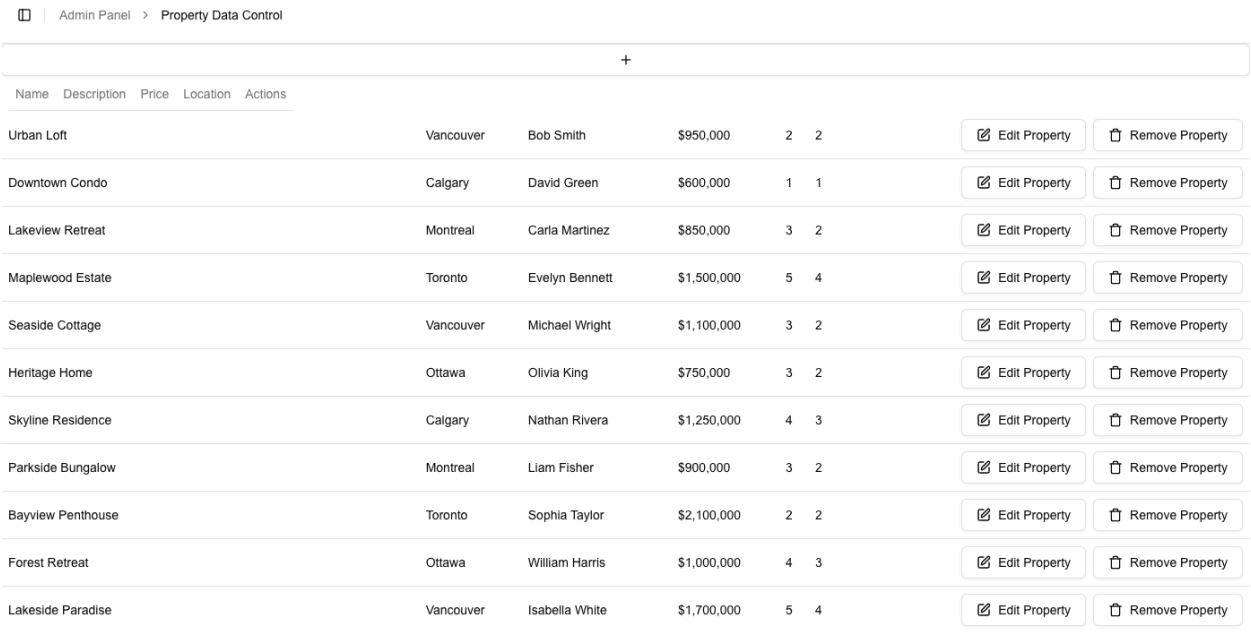 Admin Panel > Property Data Control
+
Name Description Price Location Actions
Urban Loft Vancouver Bob Smith $950,000 2 2 Edit Property Remove Property
Downtown Condo Calgary David Green $600,000 1 1 Edit Property Remove Property
Lakeview Retreat Montreal Carla Martinez $850,000 3 2 Edit Property Remove Property
Maplewood Estate Toronto Evelyn Bennett $1,500,000 5 4 Edit Property Remove Property
Seaside Cottage Vancouver Michael Wright $1,100,000 3 2 Edit Property Remove Property
Heritage Home Ottawa Olivia King $750,000 3 2 Edit Property Remove Property
Skyline Residence Calgary Nathan Rivera $1,250,000 4 3 Edit Property Remove Property
Parkside Bungalow Montreal Liam Fisher $900,000 3 2 Edit Property Remove Property
Bayview Penthouse Toronto Sophia Taylor $2,100,000 2 2 Edit Property Remove Property
Forest Retreat Ottawa William Harris $1,000,000 4 3 Edit Property Remove Property
Lakeside Paradise Vancouver Isabella White $1,700,000 5 4 Edit Property Remove Property